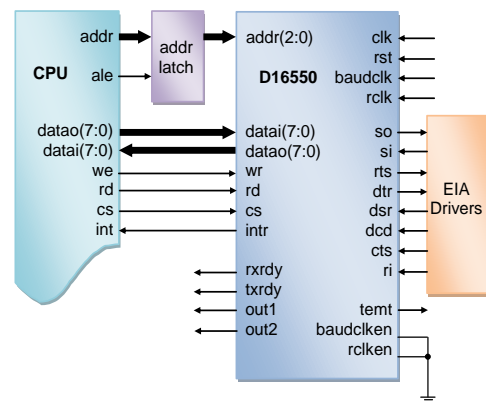 addr
CPU
ale
datao(7:0)
datai(7:0)
we
rd
cs
int
addr
latch
addr(2:0)
D16550
datai(7:0)
datao(7:0)
wr
rd
cs
intr
rxrdy
txrdy
out1
out2
clk
rst
baudclk
rclk
so
si
rts
dtr
dsr
dcd
cts
ri
temt
baudclken
rclken
EIA
Drivers